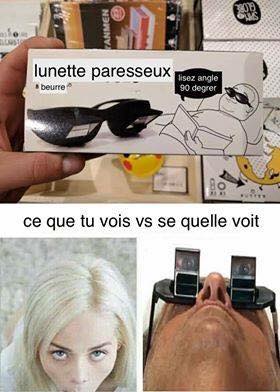 lunette paresseux
lisez angle
90 degrer
beurre
ce que tu vois vs se quelle voit